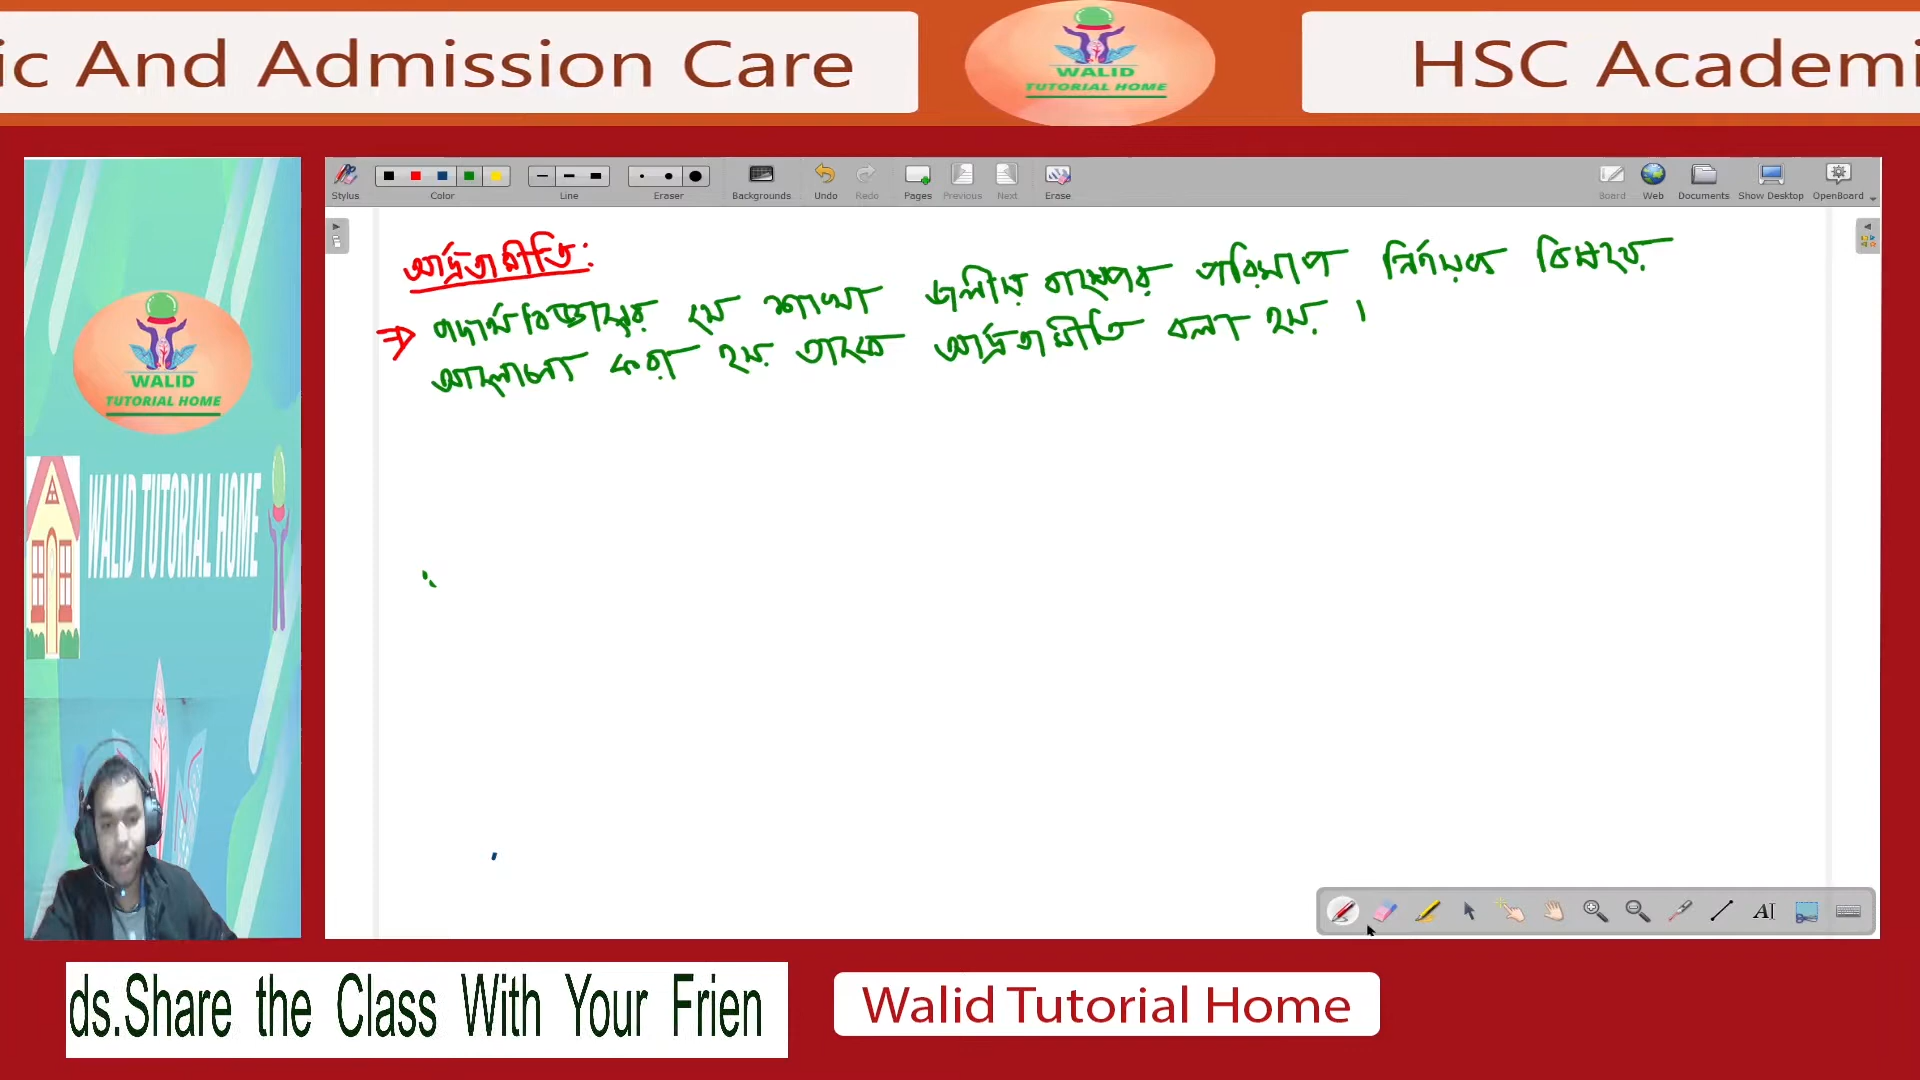 ic And Admission Care
WALID
TUTORIAL HOME
HSC Academi
Stylus
Color
Line
Eraser
Backgrounds
Undo
Redo
Pages
Previous
Next
Erase
Board
Web
Documents
Show Desktop
OpenBoard
আর্দ্রতামিতি:
⇒ পদার্থবিজ্ঞানের যে শাখা জলীয় বাষ্পের পরিমাপ নির্ণয়ক বিষয়ে
আলোচনা করা হয় তাকে আর্দ্রতামিতি বলা হয়।
WALID
TUTORIAL HOME
WALID TUTORIAL HOME
ds.Share the Class With Your Frien
Walid Tutorial Home